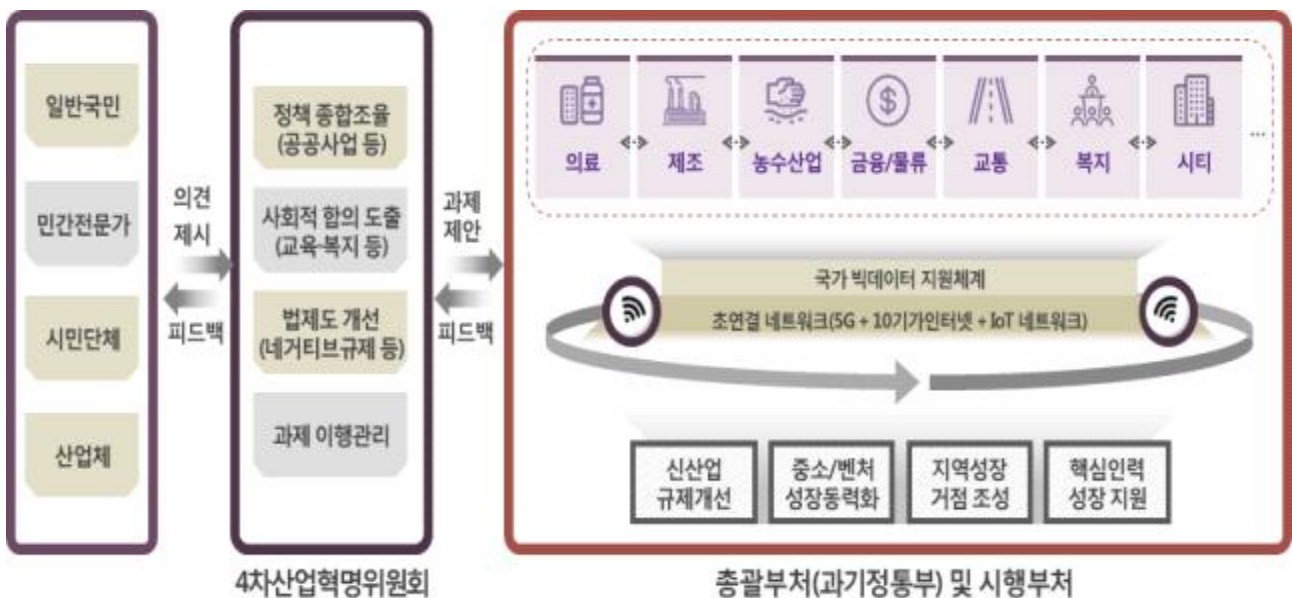 일반국민
민간전문가
시민단체
산업체
의견
제시
피드백
정책 종합조율
(공공사업 등)
사회적 합의 도출
(교육·복지 등)
법제도 개선
(네거티브규제 등)
과제 이행관리
4차산업혁명위원회
과제
제안
피드백
의료
제조
농수산업
금융/물류
교통
복지
시티
...
국가 빅데이터 지원체계
초연결 네트워크(5G + 10기가인터넷 + IoT 네트워크)
신산업
규제개선
중소/벤처
성장동력화
지역성장
거점 조성
핵심인력
성장 지원
총괄부처(과기정통부) 및 시행부처